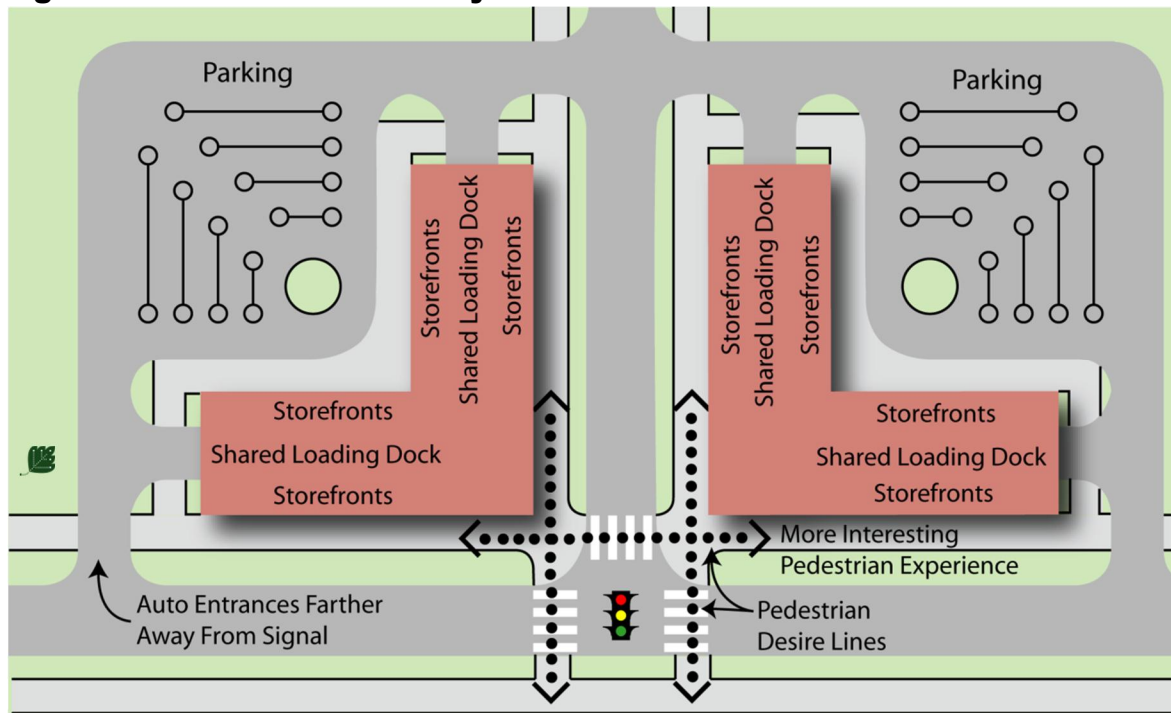 Parking
Parking
Storefronts
Shared Loading Dock
Storefronts
Storefronts
Shared Loading Dock
Storefronts
Storefronts
Shared Loading Dock
Storefronts
Storefronts
Shared Loading Dock
Storefronts
More Interesting
Pedestrian Experience
Auto Entrances Farther
Away From Signal
Pedestrian
Desire Lines